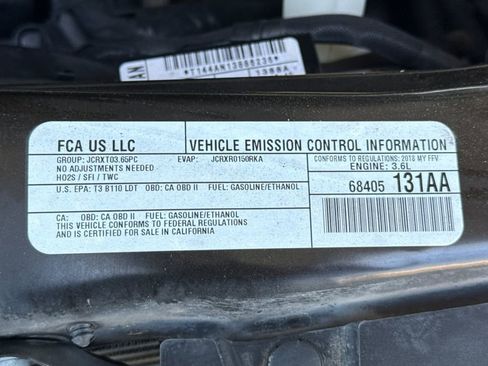 *T144AN13888238*
FCA US LLC
VEHICLE EMISSION CONTROL INFORMATION
GROUP: JCRXT03.65PC EVAP: JCRXR0150RKA
CONFORMS TO REGULATIONS: 2018 MY FFV
NO ADJUSTMENTS NEEDED
ENGINE: 3.6L
HO2S / SFI / TWC
68405 131AA
U.S. EPA: T3 B110 LDT OBD: CA OBD II FUEL: GASOLINE/ETHANOL
CA: OBD: CA OBD II FUEL: GASOLINE/ETHANOL
THIS VEHICLE CONFORMS TO FEDERAL REGULATIONS
AND IS CERTIFIED FOR SALE IN CALIFORNIA